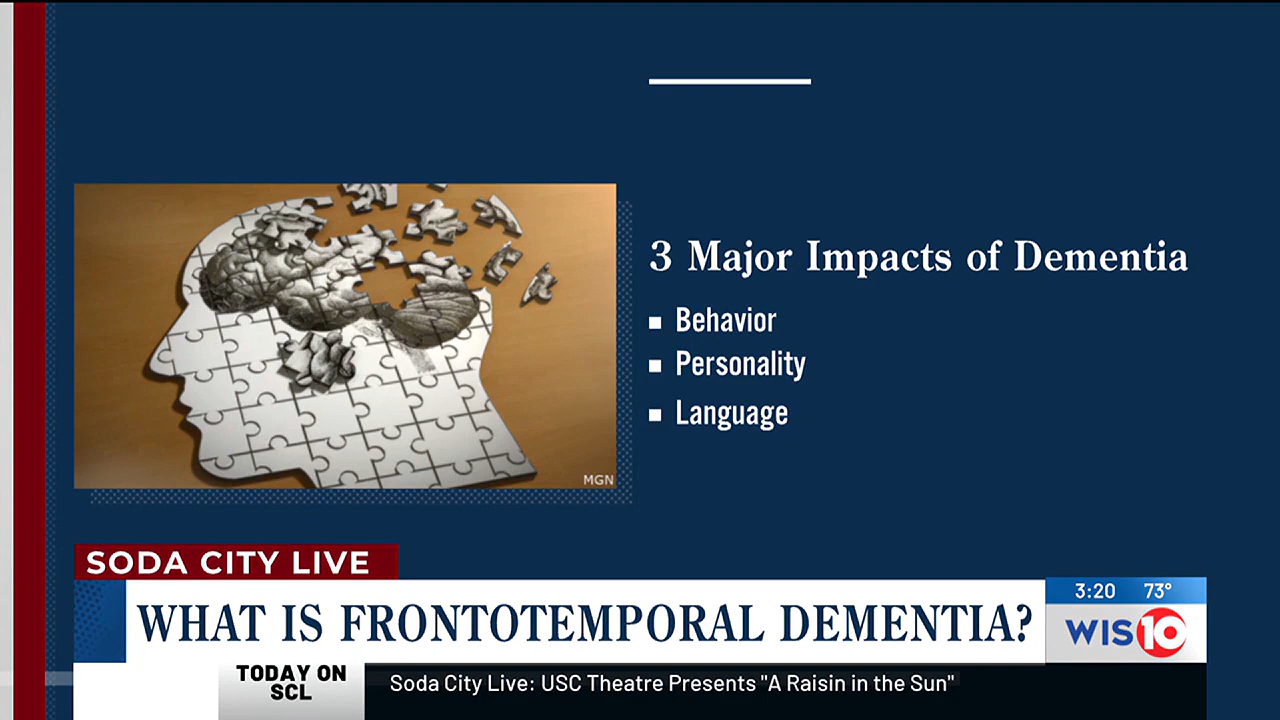 3 Major Impacts of Dementia
Behavior
Personality
Language
MGN
SODA CITY LIVE
WHAT IS FRONTOTEMPORAL DEMENTIA?
3:20 73°
WIS10
TODAY ON
SCL
Soda City Live: USC Theatre Presents "A Raisin in the Sun"